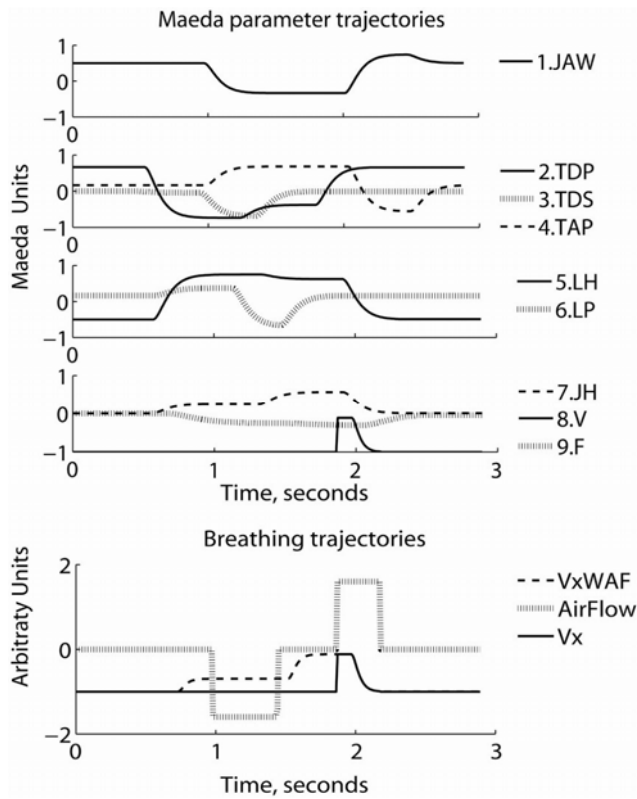 Maeda parameter trajectories
1
0
−1
0
1.JAW
1
0
−1
0
2.TDP
3.TDS
4.TAP
Maeda Units
1
0
−1
0
5.LH
6.LP
1
0
−1
0 1 2 3
7.JH
8.V
9.F
Time, seconds
Breathing trajectories
Arbitraty Units
2
0
−2
0 1 2 3
VxWAF
AirFlow
Vx
Time, seconds